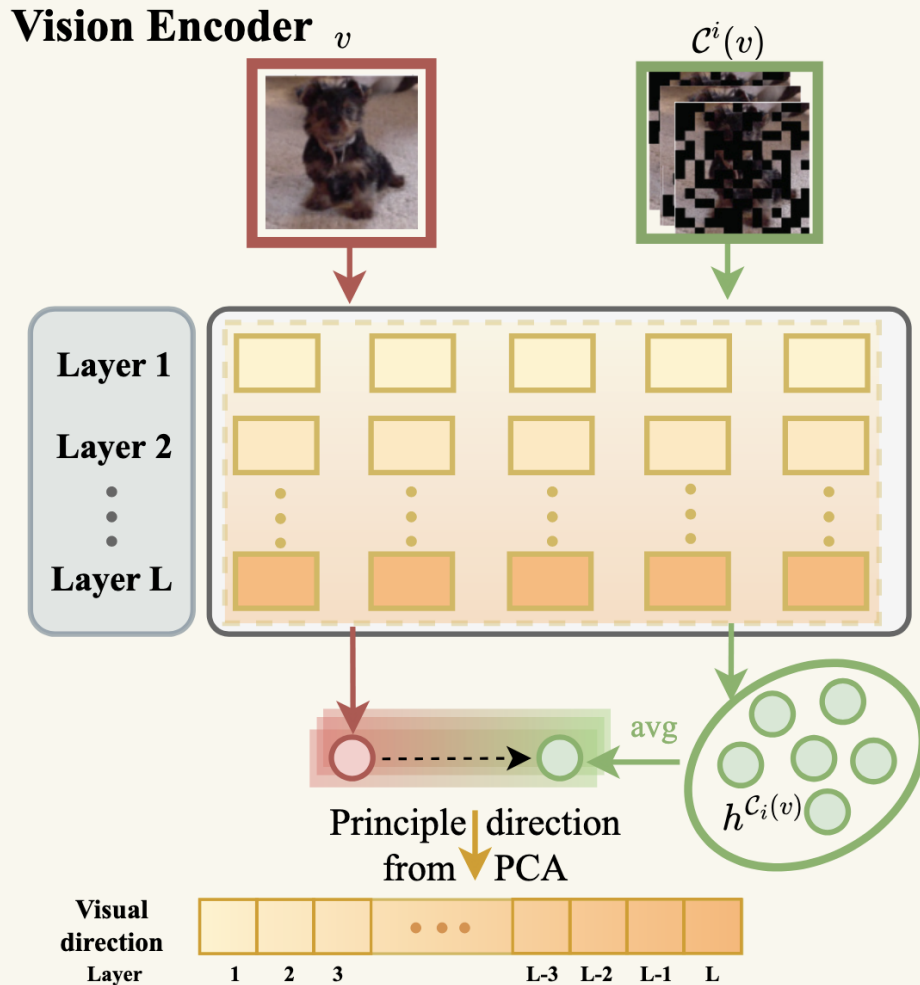 Vision Encoder
v
𝒞^i(v)
Layer 1
Layer 2
Layer L
avg
h^{𝒞_i(v)}
Principle direction
from PCA
Visual
direction
Layer 1 2 3 L-3 L-2 L-1 L